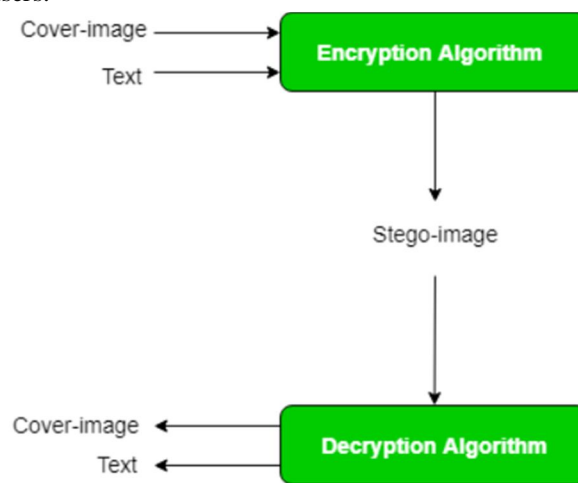 Cover-image
Encryption Algorithm
Text
Stego-image
Cover-image
Decryption Algorithm
Text